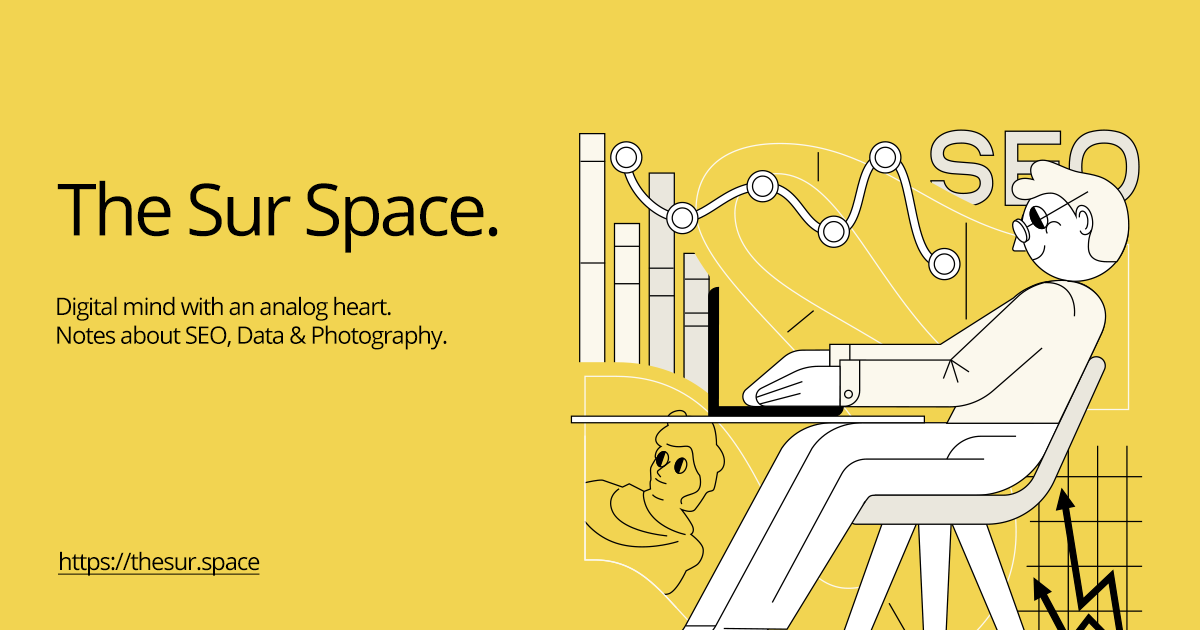 The Sur Space.
Digital mind with an analog heart.
Notes about SEO, Data & Photography.
https://thesur.space
SEO